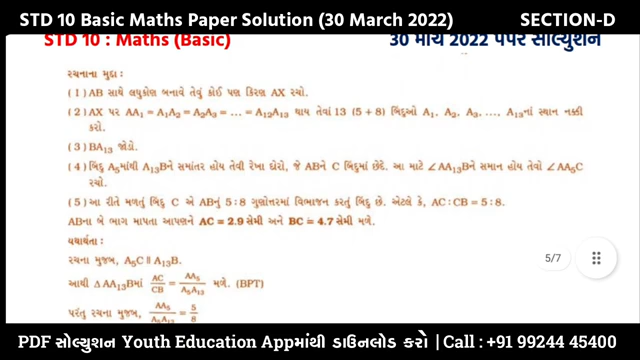 STD 10 Basic Maths Paper Solution (30 March 2022) SECTION-D
STD 10 : Maths (Basic) 30 માર્ચ 2022 પેપર સોલ્યુશન
રચનાના મુદ્દા :
(1) AB સાથે લઘુકોણ બનાવે તેવું કોઈ પણ કિરણ AX રચો.
(2) AX પર AA₁ = A₁A₂ = A₂A₃ = ... = A₁₂A₁₃ થાય તેવાં 13 (5 + 8) બિંદુઓ A₁, A₂, A₃, ..., A₁₃નાં સ્થાન નક્કી
કરો.
(3) BA₁₃ જોડો.
(4) બિંદુ A₅માંથી A₁₃Bને સમાંતર હોય તેવી રેખા દોરો, જે ABને C બિંદુમાં છેદે. આ માટે ∠AA₁₃Bને સમાન હોય તેવો ∠AA₅C
રચો.
(5) આ રીતે મળતું બિંદુ C એ ABનું 5:8 ગુણોત્તરમાં વિભાજન કરતું બિંદુ છે. એટલે કે, AC : CB = 5:8.
ABના બે ભાગ માપતા આપણને AC = 2.9 સેમી અને BC = 4.7 સેમી મળે.
યથાર્થતા :
રચના મુજબ, A₅C || A₁₃B.
આથી Δ AA₁₃Bમાં AC/CB = AA₅/A₅A₁₃ મળે. (BPT)
પરંતુ રચના મુજબ, AA₅/A₅A₁₃ = 5/8
5/7
PDF સોલ્યુશન Youth Education Appમાંથી ડાઉનલોડ કરો | Call : +91 99244 45400